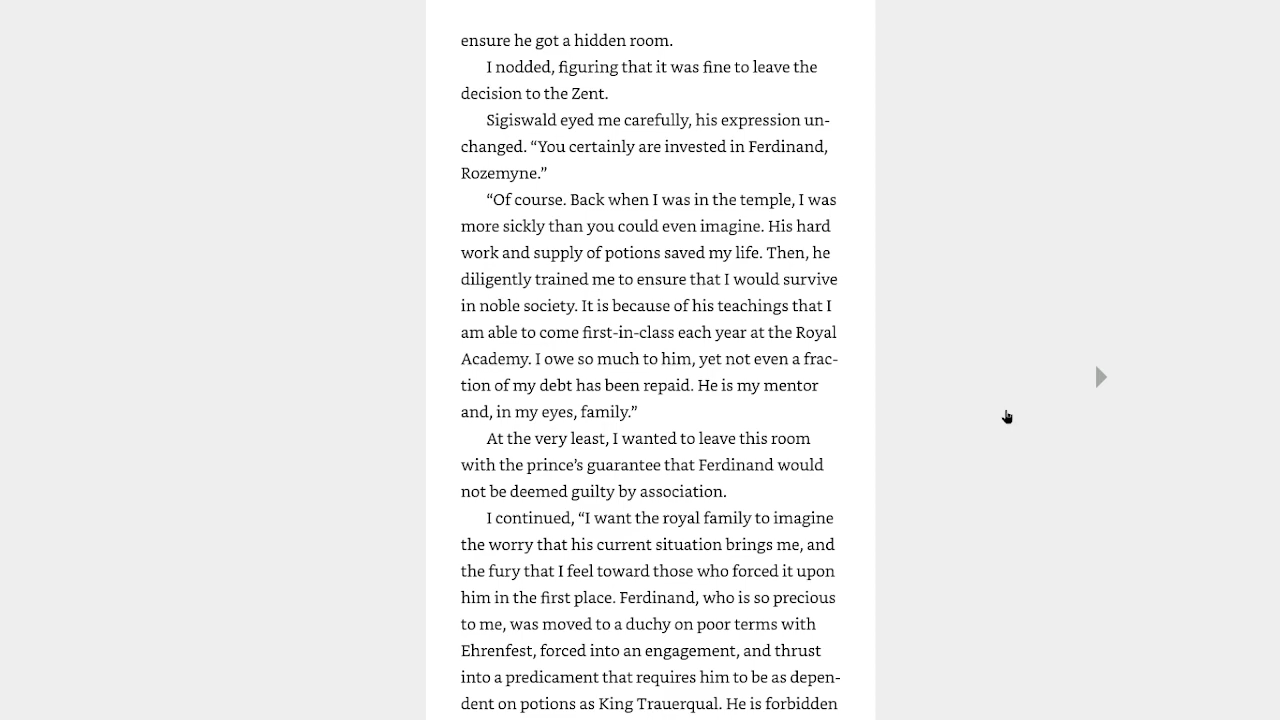 ensure he got a hidden room.
I nodded, figuring that it was fine to leave the
decision to the Zent.
Sigiswald eyed me carefully, his expression un-
changed. “You certainly are invested in Ferdinand,
Rozemyne.”
“Of course. Back when I was in the temple, I was
more sickly than you could even imagine. His hard
work and supply of potions saved my life. Then, he
diligently trained me to ensure that I would survive
in noble society. It is because of his teachings that I
am able to come first-in-class each year at the Royal
Academy. I owe so much to him, yet not even a frac-
tion of my debt has been repaid. He is my mentor
and, in my eyes, family.”
At the very least, I wanted to leave this room
with the prince’s guarantee that Ferdinand would
not be deemed guilty by association.
I continued, “I want the royal family to imagine
the worry that his current situation brings me, and
the fury that I feel toward those who forced it upon
him in the first place. Ferdinand, who is so precious
to me, was moved to a duchy on poor terms with
Ehrenfest, forced into an engagement, and thrust
into a predicament that requires him to be as depen-
dent on potions as King Trauerqual. He is forbidden